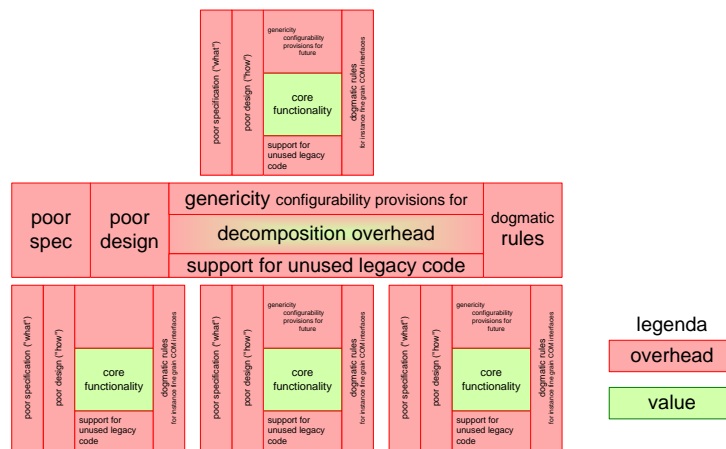 poor specification ("what")
poor design ("how")
genericity
configurability
provisions for
future
core
functionality
support for
unused legacy
code
dogmatic rules
for instance fine grain COM interfaces
poor
spec
poor
design
genericity configurability provisions for
decomposition overhead
support for unused legacy code
dogmatic
rules
poor specification ("what")
poor design ("how")
core
functionality
support for
unused legacy
code
dogmatic rules
for instance fine grain COM interfaces
poor specification ("what")
poor design ("how")
genericity
configurability
provisions for
future
core
functionality
support for
unused legacy
code
dogmatic rules
for instance fine grain COM interfaces
poor specification ("what")
poor design ("how")
genericity
configurability
provisions for
future
core
functionality
support for
unused legacy
code
dogmatic rules
for instance fine grain COM interfaces
legenda
overhead
value